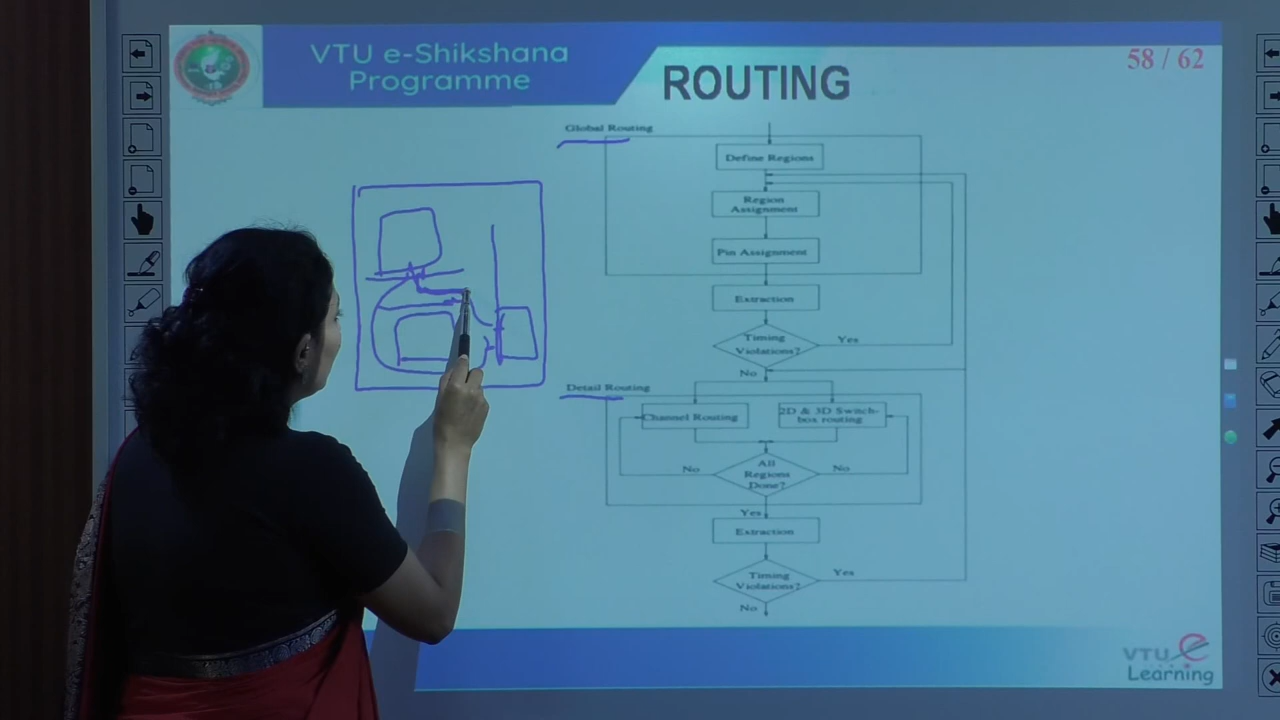 VTU e-Shikshana
Programme
ROUTING
58 / 62
Global Routing
Define Regions
Region
Assignment
Pin Assignment
Extraction
Timing
Violations?
Yes
No
Detail Routing
Channel Routing
2D & 3D Switch-
box routing
No
All
Regions
Done?
No
Yes
Extraction
Timing
Violations?
Yes
No
VTU e
Learning